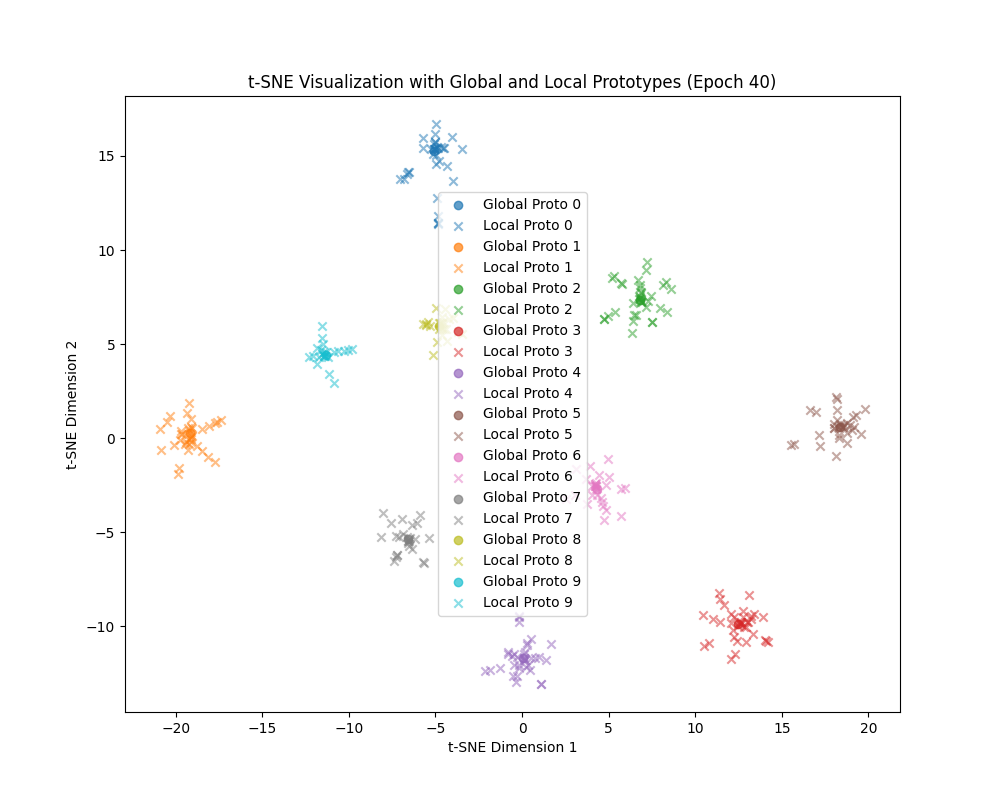 t-SNE Visualization with Global and Local Prototypes (Epoch 40)
15
10
5
0
−5
−10
t-SNE Dimension 2
Global Proto 0
Local Proto 0
Global Proto 1
Local Proto 1
Global Proto 2
Local Proto 2
Global Proto 3
Local Proto 3
Global Proto 4
Local Proto 4
Global Proto 5
Local Proto 5
Global Proto 6
Local Proto 6
Global Proto 7
Local Proto 7
Global Proto 8
Local Proto 8
Global Proto 9
Local Proto 9
−20 −15 −10 −5 0 5 10 15 20
t-SNE Dimension 1